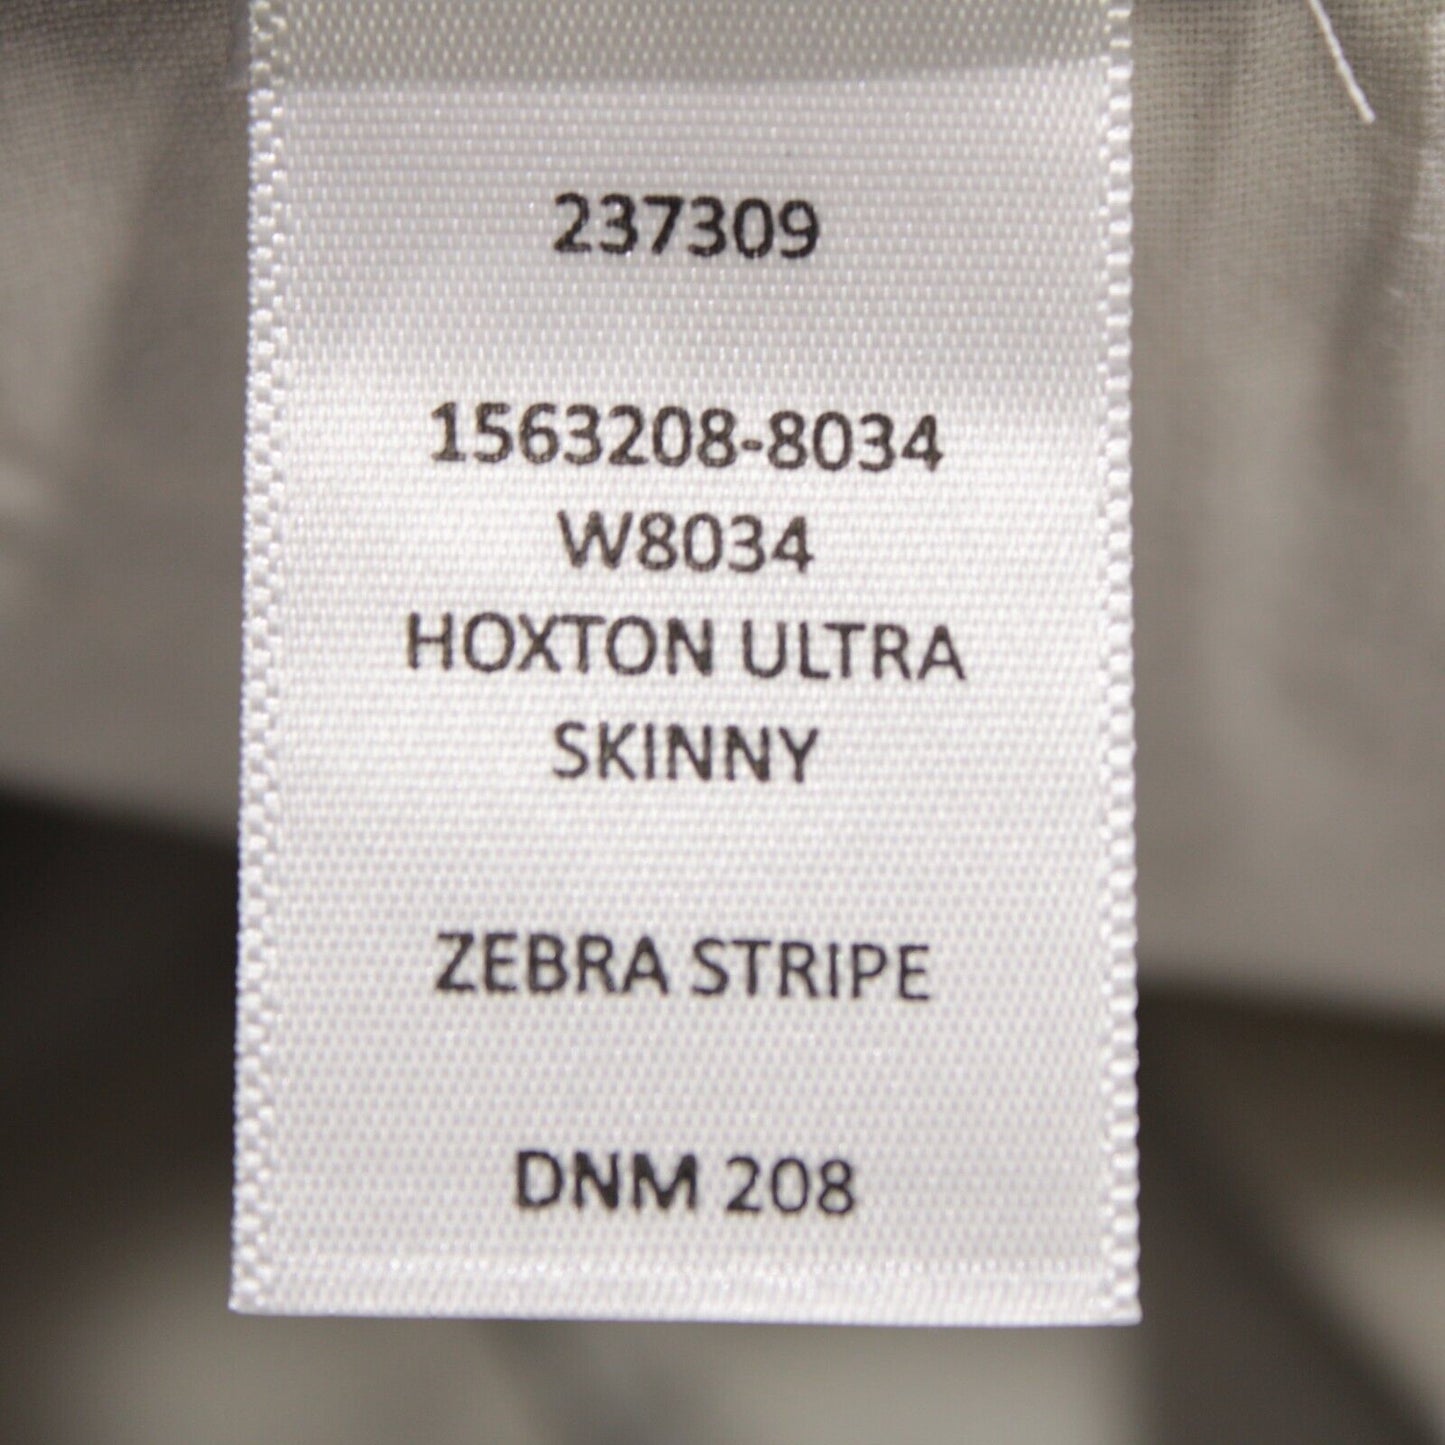 237309
1563208-8034
W8034
HOXTON ULTRA
SKINNY
ZEBRA STRIPE
DNM 208